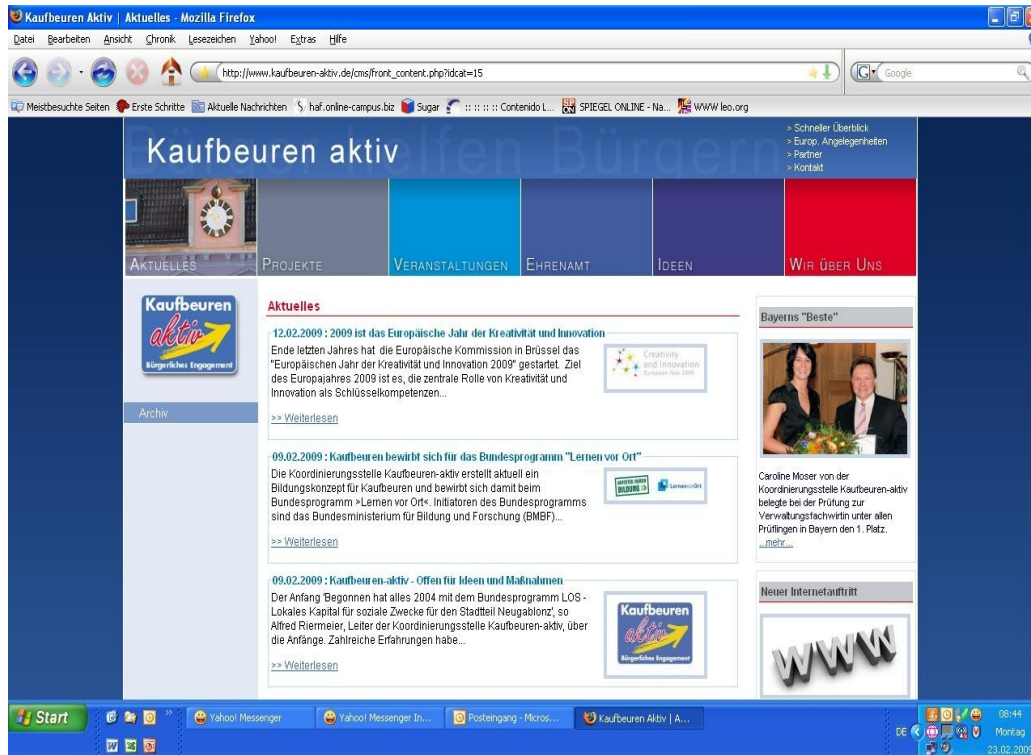 Kaufbeuren Aktiv | Aktuelles - Mozilla Firefox
Datei Bearbeiten Ansicht Chronik Lesezeichen Yahoo! Extras Hilfe
http://www.kaufbeuren-aktiv.de/cms/front_content.php?idcat=15
Google
Meistbesuchte Seiten Erste Schritte Aktuelle Nachrichten haf.online-campus.biz Sugar :: :: :: :: Contenido L... SPIEGEL ONLINE - Na... WWW leo.org
Bürger helfen Bürgern
Kaufbeuren aktiv
> Schneller Überblick
> Europ. Angelegenheiten
> Partner
> Kontakt
Aktuelles Projekte Veranstaltungen Ehrenamt Ideen Wir über Uns
Kaufbeuren
aktiv
Bürgerliches Engagement
Archiv
Aktuelles
12.02.2009 : 2009 ist das Europäische Jahr der Kreativität und Innovation
Ende letzten Jahres hat die Europäische Kommission in Brüssel das
"Europäischen Jahr der Kreativität und Innovation 2009" gestartet. Ziel
des Europajahres 2009 ist es, die zentrale Rolle von Kreativität und
Innovation als Schlüsselkompetenzen...
>> Weiterlesen
Creativity
and Innovation
European Year 2009
09.02.2009 : Kaufbeuren bewirbt sich für das Bundesprogramm "Lernen vor Ort"
Die Koordinierungsstelle Kaufbeuren-aktiv erstellt aktuell ein
Bildungskonzept für Kaufbeuren und bewirbt sich damit beim
Bundesprogramm >Lernen vor Ort<. Initiatoren des Bundesprogramms
sind das Bundesministerium für Bildung und Forschung (BMBF)...
>> Weiterlesen
BILDUNG
LernenvorOrt
09.02.2009 : Kaufbeuren-aktiv - Offen für Ideen und Maßnahmen
Der Anfang 'Begonnen hat alles 2004 mit dem Bundesprogramm LOS -
Lokales Kapital für soziale Zwecke für den Stadtteil Neugablonz', so
Alfred Riermeier, Leiter der Koordinierungsstelle Kaufbeuren-aktiv, über
die Anfänge. Zahlreiche Erfahrungen habe...
>> Weiterlesen
Kaufbeuren
aktiv
Bürgerliches Engagement
Bayerns "Beste"
Caroline Moser von der
Koordinierungsstelle Kaufbeuren-aktiv
belegte bei der Prüfung zur
Verwaltungsfachwirtin unter allen
Prüflingen in Bayern den 1. Platz.
...mehr...
Neuer Internetauftritt
WWW
Start
Yahoo! Messenger
Yahoo! Messenger In...
Posteingang - Micros...
Kaufbeuren Aktiv | A...
DE
08:44
Montag
23.02.2009